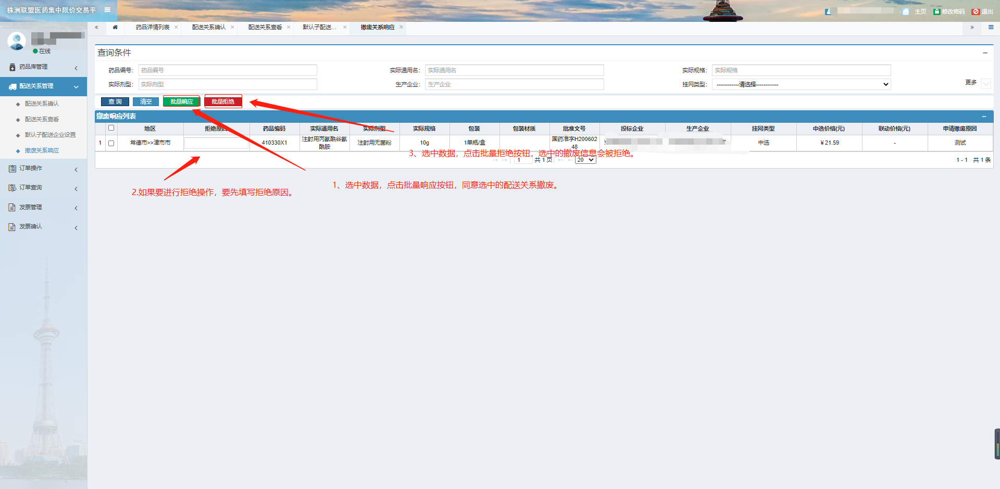 株洲联盟医药集中限价交易平
主页 修改密码 退出
« 药品详情列表 × 配送关系确认 × 配送关系查看 × 默认子配送... × 撤废关系响应 × »
在线
药品库管理
配送关系管理
配送关系确认
配送关系查看
默认子配送企业设置
撤废关系响应
订单操作
订单查询
发票管理
发票确认
查询条件
药品编号: 药品编号 实际通用名: 实际通用名 实际规格: 实际规格
实际剂型: 实际剂型 生产企业: 生产企业 挂网类型: ------------请选择------------ 更多
查 询 清空 批量响应 批量拒绝
撤废响应列表
地区 拒绝原因 药品编码 实际通用名 实际剂型 实际规格 包装 包装材质 批准文号 投标企业 生产企业 挂网类型 中选价格(元) 联动价格(元) 申请撤废原因
1 常德市>>津市市 410330X1 注射用丙氨酰谷氨酰胺 注射用无菌粉 10g 1单瓶/盒 国药准字H20060248 中选 ¥21.59 - 测试
3、选中数据，点击批量拒绝按钮，选中的撤废信息会被拒绝。
1 共 1 页 20 1 - 1 共 1 条
1、选中数据，点击批量响应按钮，同意选中的配送关系撤废。
2.如果要进行拒绝操作，要先填写拒绝原因。